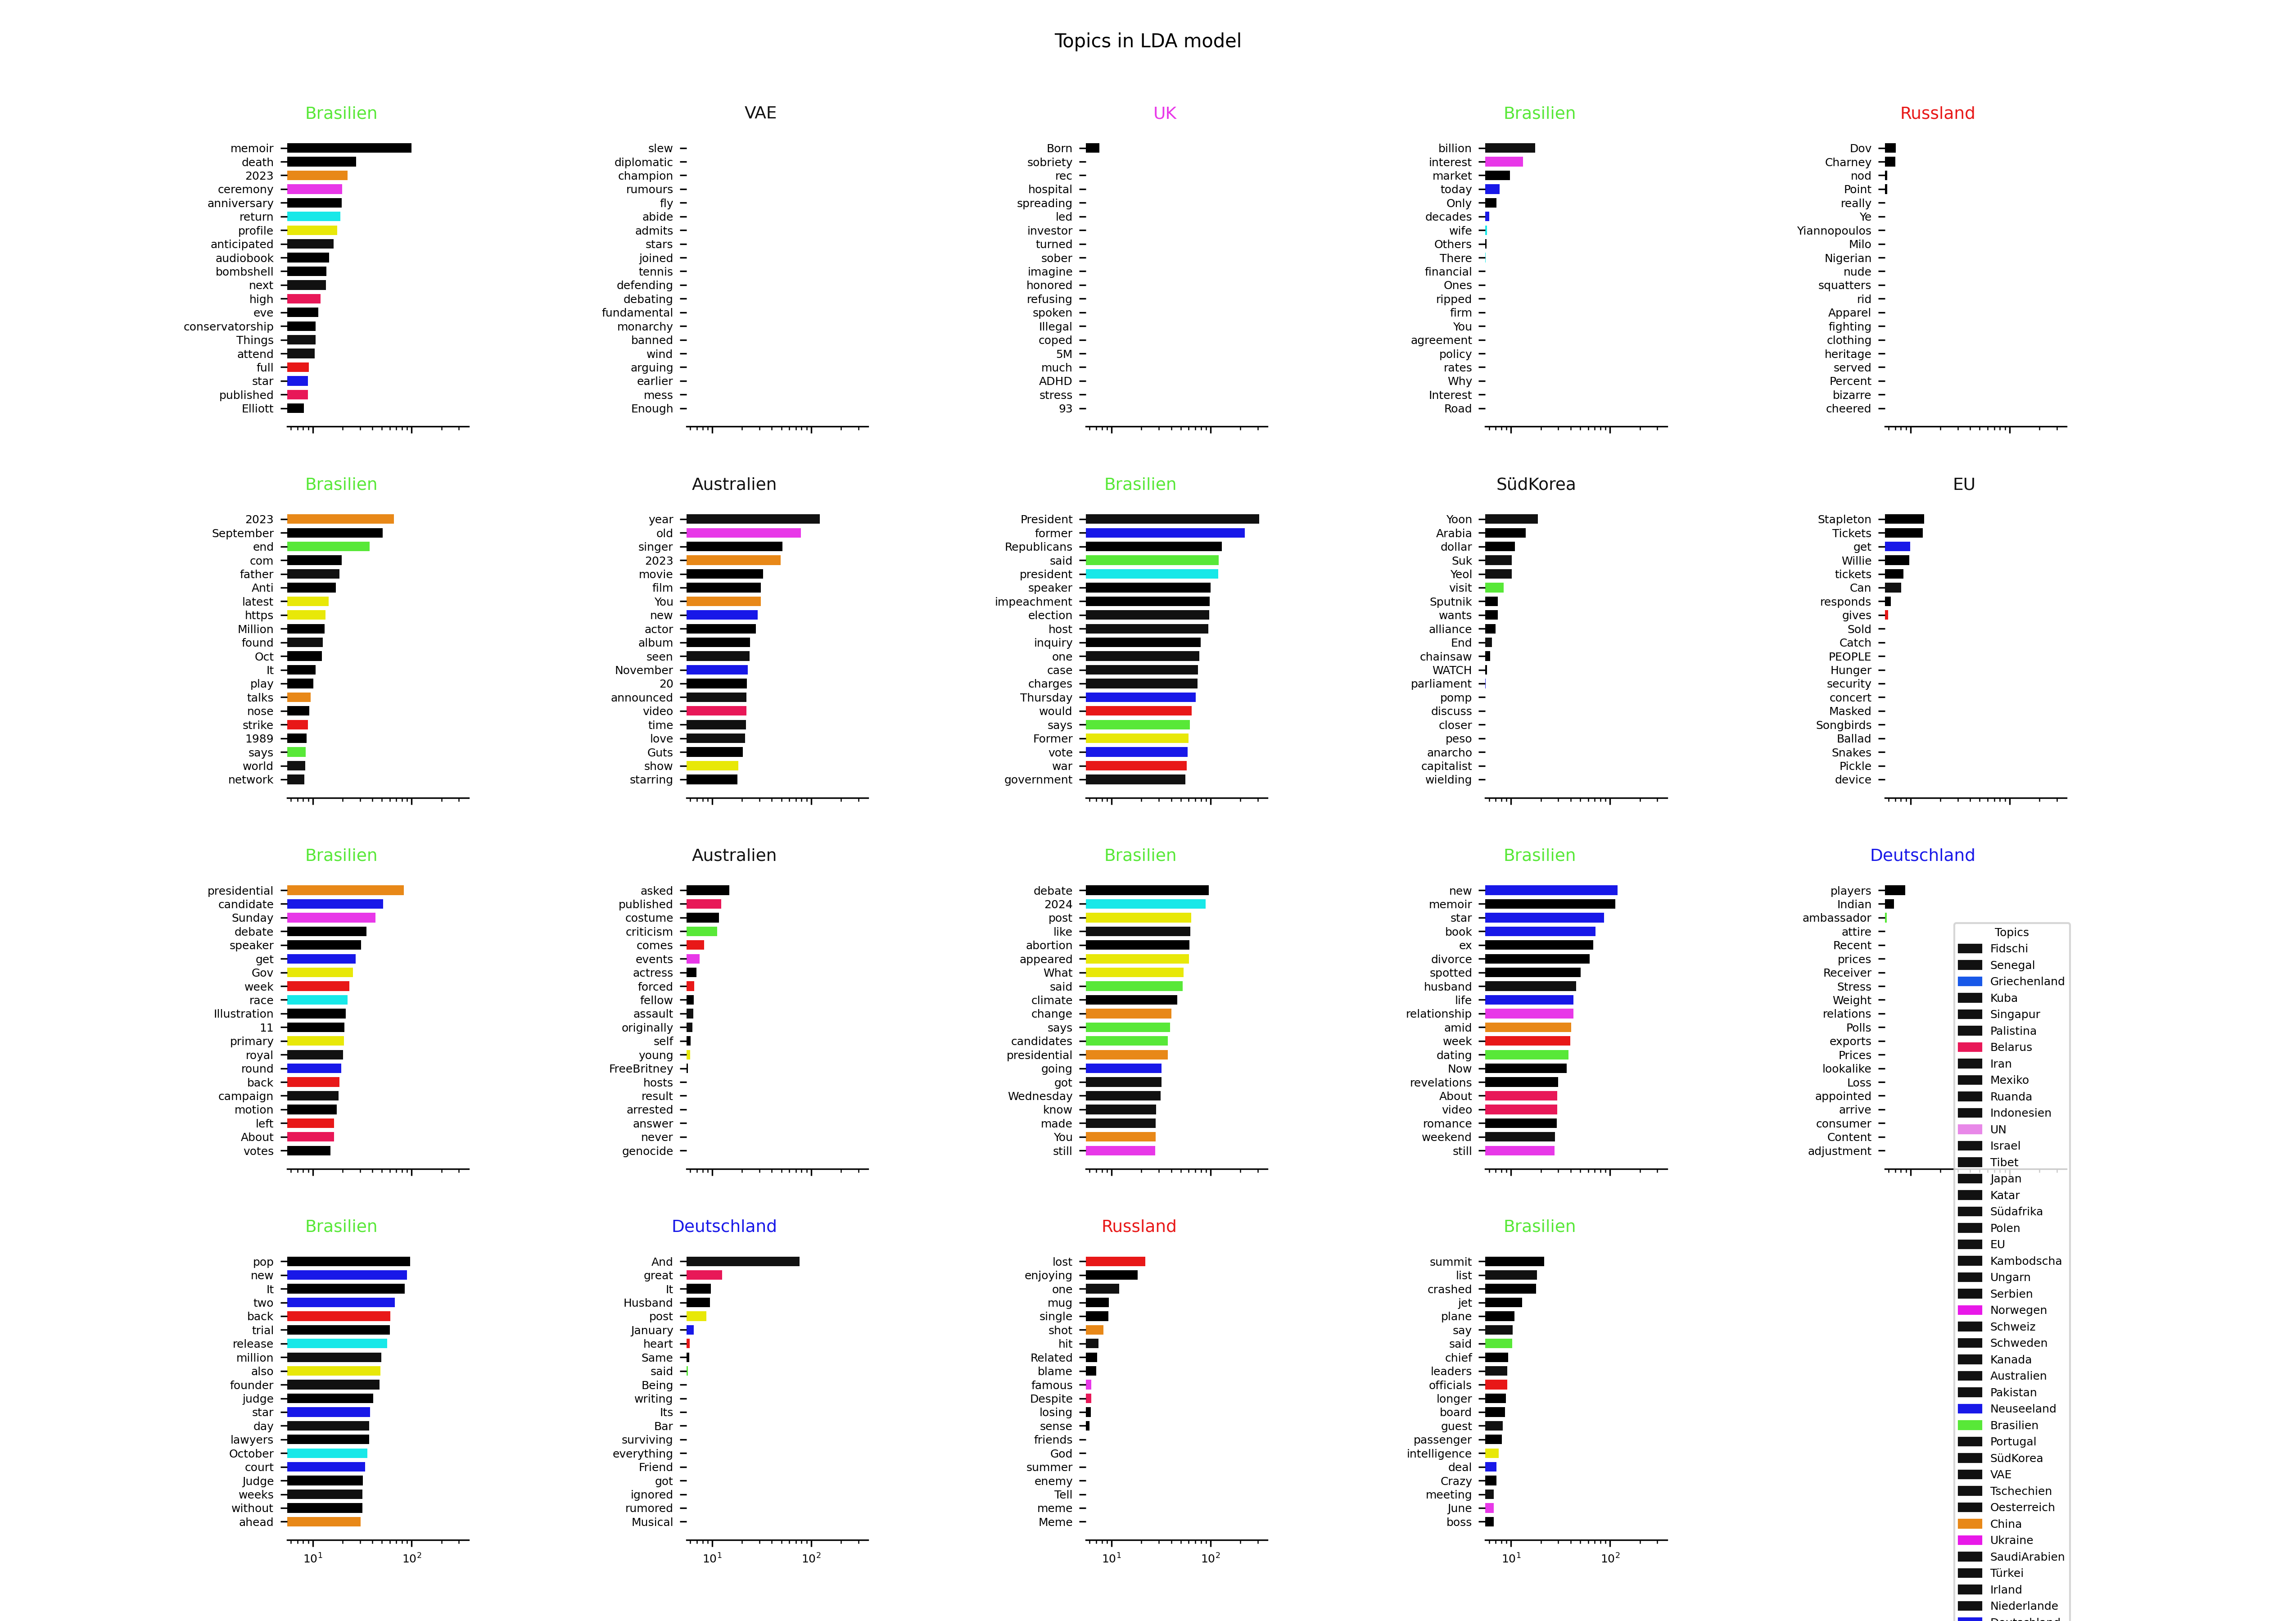 Topics in LDA model
Brasilien
memoir
death
2023
ceremony
anniversary
return
profile
anticipated
audiobook
bombshell
next
high
eve
conservatorship
Things
attend
full
star
published
Elliott
VAE
slew
diplomatic
champion
rumours
fly
abide
admits
stars
joined
tennis
defending
debating
fundamental
monarchy
banned
wind
arguing
earlier
mess
Enough
UK
Born
sobriety
rec
hospital
spreading
led
investor
turned
sober
imagine
honored
refusing
spoken
Illegal
coped
5M
much
ADHD
stress
93
Brasilien
billion
interest
market
today
Only
decades
wife
Others
There
financial
Ones
ripped
firm
You
agreement
policy
rates
Why
Interest
Road
Russland
Dov
Charney
nod
Point
really
Ye
Yiannopoulos
Milo
Nigerian
nude
squatters
rid
Apparel
fighting
clothing
heritage
served
Percent
bizarre
cheered
Brasilien
2023
September
end
com
father
Anti
latest
https
Million
found
Oct
It
play
talks
nose
strike
1989
says
world
network
Australien
year
old
singer
2023
movie
film
You
new
actor
album
seen
November
20
announced
video
time
love
Guts
show
starring
Brasilien
President
former
Republicans
said
president
speaker
impeachment
election
host
inquiry
one
case
charges
Thursday
would
says
Former
vote
war
government
SüdKorea
Yoon
Arabia
dollar
Suk
Yeol
visit
Sputnik
wants
alliance
End
chainsaw
WATCH
parliament
pomp
discuss
closer
peso
anarcho
capitalist
wielding
EU
Stapleton
Tickets
get
Willie
tickets
Can
responds
gives
Sold
Catch
PEOPLE
Hunger
security
concert
Masked
Songbirds
Ballad
Snakes
Pickle
device
Brasilien
presidential
candidate
Sunday
debate
speaker
get
Gov
week
race
Illustration
11
primary
royal
round
back
campaign
motion
left
About
votes
Australien
asked
published
costume
criticism
comes
events
actress
forced
fellow
assault
originally
self
young
FreeBritney
hosts
result
arrested
answer
never
genocide
Brasilien
debate
2024
post
like
abortion
appeared
What
said
climate
change
says
candidates
presidential
going
got
Wednesday
know
made
You
still
Brasilien
new
memoir
star
book
ex
divorce
spotted
husband
life
relationship
amid
week
dating
Now
revelations
About
video
romance
weekend
still
Deutschland
players
Indian
ambassador
attire
Recent
prices
Receiver
Stress
Weight
relations
Polls
exports
Prices
lookalike
Loss
appointed
arrive
consumer
Content
adjustment
Brasilien
pop
new
It
two
back
trial
release
million
also
founder
judge
star
day
lawyers
October
court
Judge
weeks
without
ahead
10¹ 10²
Deutschland
And
great
It
Husband
post
January
heart
Same
said
Being
writing
Its
Bar
surviving
everything
Friend
got
ignored
rumored
Musical
10¹ 10²
Russland
lost
enjoying
one
mug
single
shot
hit
Related
blame
famous
Despite
losing
sense
friends
God
summer
enemy
Tell
meme
Meme
10¹ 10²
Brasilien
summit
list
crashed
jet
plane
say
said
chief
leaders
officials
longer
board
guest
passenger
intelligence
deal
Crazy
meeting
June
boss
10¹ 10²
Topics
Fidschi
Senegal
Griechenland
Kuba
Singapur
Palistina
Belarus
Iran
Mexiko
Ruanda
Indonesien
UN
Israel
Tibet
Japan
Katar
Südafrika
Polen
EU
Kambodscha
Ungarn
Serbien
Norwegen
Schweiz
Schweden
Kanada
Australien
Pakistan
Neuseeland
Brasilien
Portugal
SüdKorea
VAE
Tschechien
Oesterreich
China
Ukraine
SaudiArabien
Türkei
Irland
Niederlande